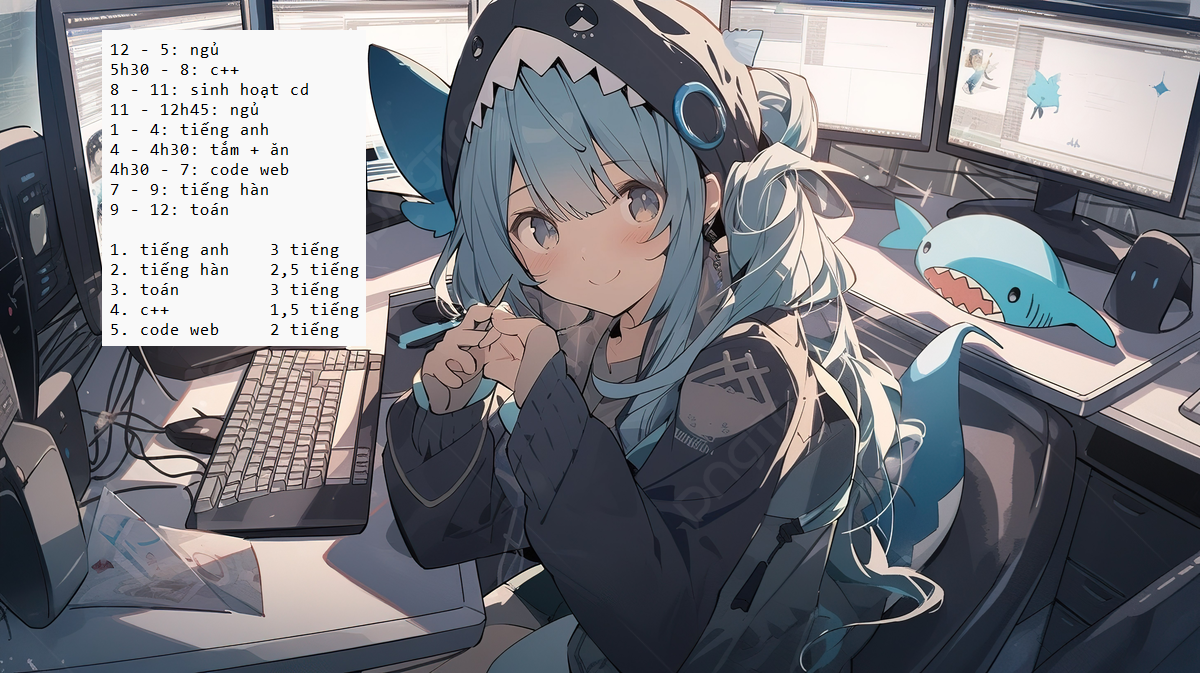 12 - 5: ngủ
5h30 - 8: c++
8 - 11: sinh hoạt cd
11 - 12h45: ngủ
1 - 4: tiếng anh
4 - 4h30: tắm + ăn
4h30 - 7: code web
7 - 9: tiếng hàn
9 - 12: toán

1. tiếng anh    3 tiếng
2. tiếng hàn    2,5 tiếng
3. toán         3 tiếng
4. c++          1,5 tiếng
5. code web     2 tiếng